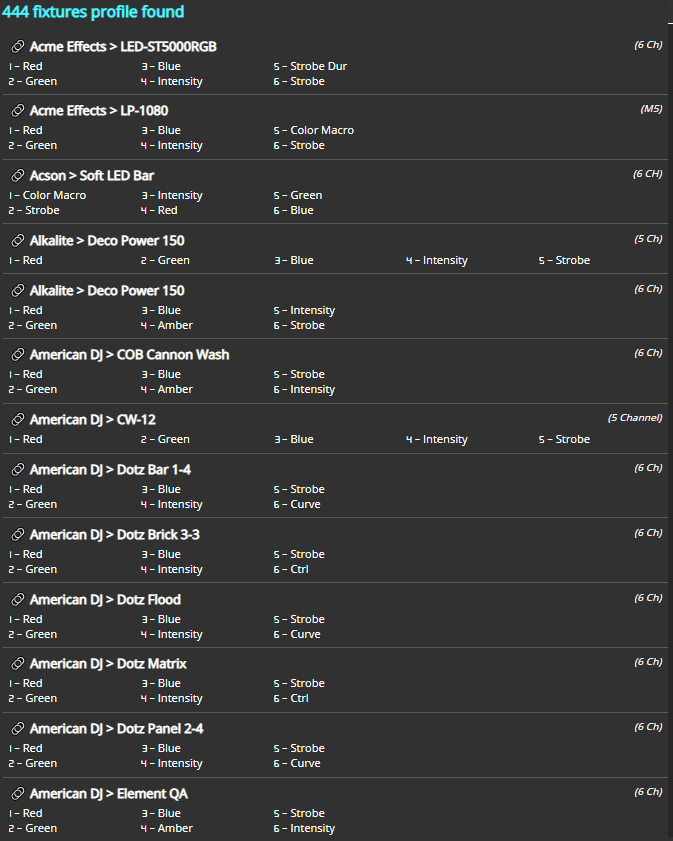 444 fixtures profile found
Acme Effects > LED-ST5000RGB (6 Ch)
1 – Red 3 – Blue 5 – Strobe Dur
2 – Green 4 – Intensity 6 – Strobe
Acme Effects > LP-1080 (M5)
1 – Red 3 – Blue 5 – Color Macro
2 – Green 4 – Intensity 6 – Strobe
Acson > Soft LED Bar (6 CH)
1 – Color Macro 3 – Intensity 5 – Green
2 – Strobe 4 – Red 6 – Blue
Alkalite > Deco Power 150 (5 Ch)
1 – Red 2 – Green 3 – Blue 4 – Intensity 5 – Strobe
Alkalite > Deco Power 150 (6 Ch)
1 – Red 3 – Blue 5 – Intensity
2 – Green 4 – Amber 6 – Strobe
American DJ > COB Cannon Wash (6 Ch)
1 – Red 3 – Blue 5 – Strobe
2 – Green 4 – Amber 6 – Intensity
American DJ > CW-12 (5 Channel)
1 – Red 2 – Green 3 – Blue 4 – Intensity 5 – Strobe
American DJ > Dotz Bar 1-4 (6 Ch)
1 – Red 3 – Blue 5 – Strobe
2 – Green 4 – Intensity 6 – Curve
American DJ > Dotz Brick 3-3 (6 Ch)
1 – Red 3 – Blue 5 – Strobe
2 – Green 4 – Intensity 6 – Ctrl
American DJ > Dotz Flood (6 Ch)
1 – Red 3 – Blue 5 – Strobe
2 – Green 4 – Intensity 6 – Curve
American DJ > Dotz Matrix (6 Ch)
1 – Red 3 – Blue 5 – Strobe
2 – Green 4 – Intensity 6 – Ctrl
American DJ > Dotz Panel 2-4 (6 Ch)
1 – Red 3 – Blue 5 – Strobe
2 – Green 4 – Intensity 6 – Curve
American DJ > Element QA (6 Ch)
1 – Red 3 – Blue 5 – Strobe
2 – Green 4 – Amber 6 – Intensity